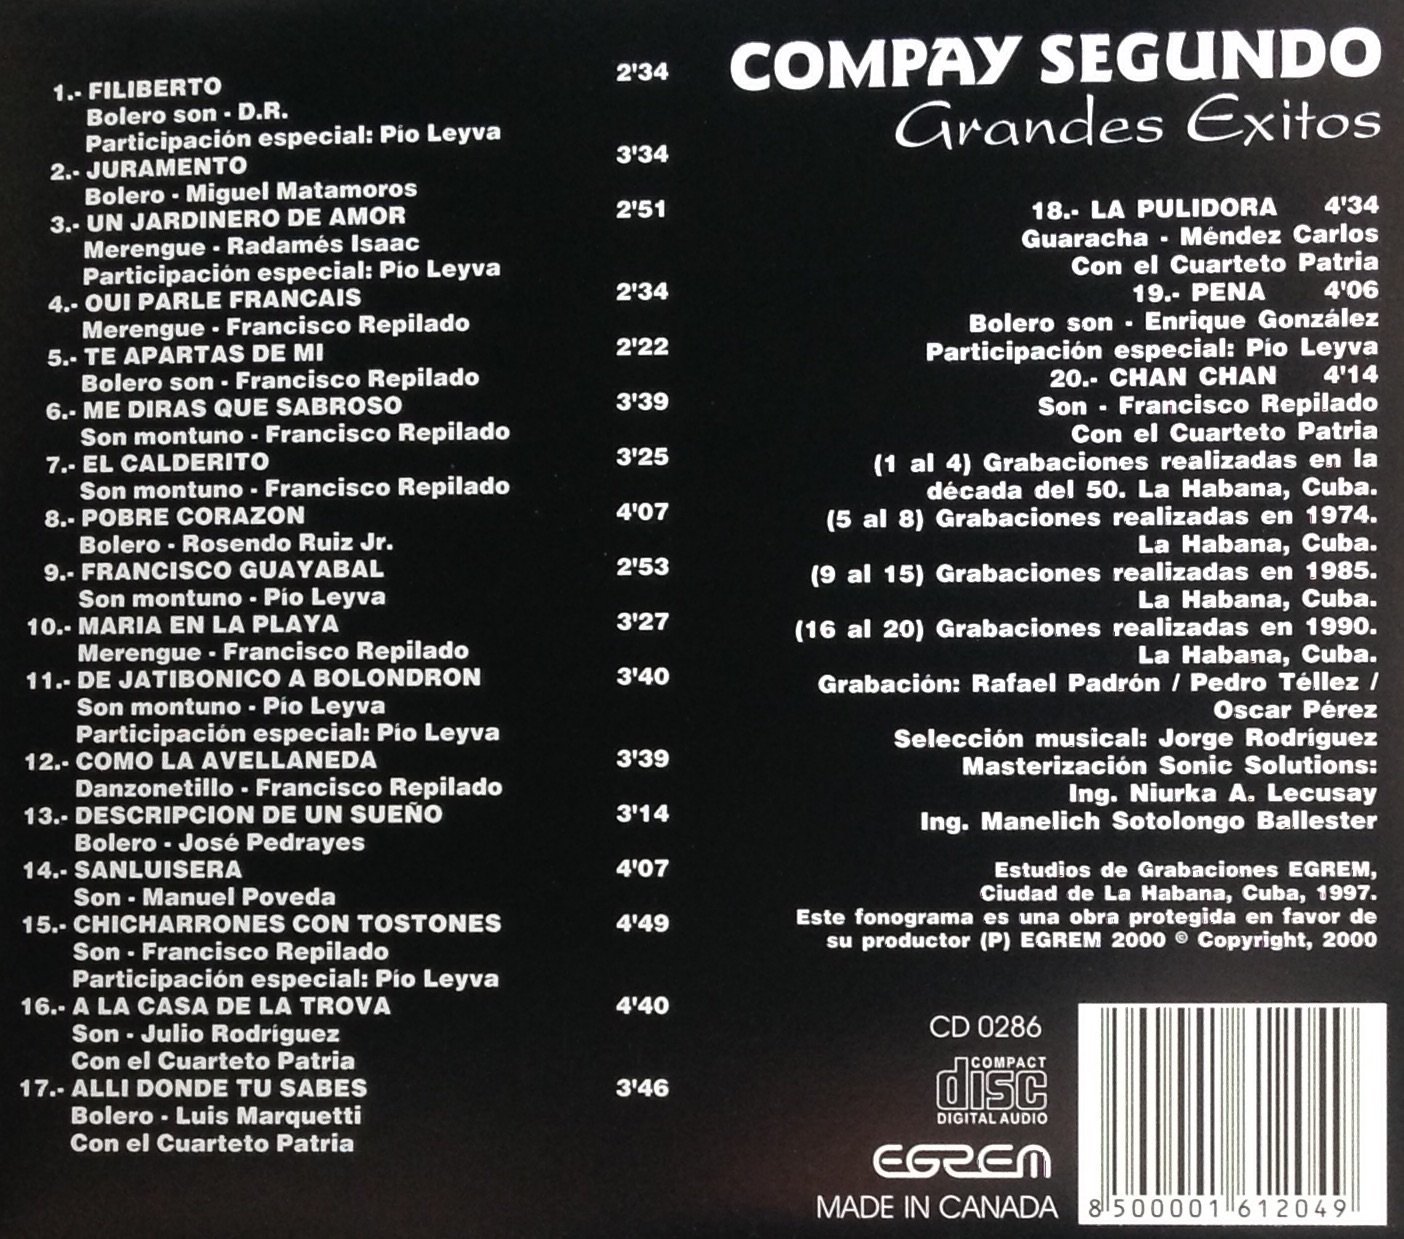 1.- FILIBERTO 2'34
Bolero son - D.R.
Participación especial: Pío Leyva
2.- JURAMENTO 3'34
Bolero - Miguel Matamoros
3.- UN JARDINERO DE AMOR 2'51
Merengue - Radamés Isaac
Participación especial: Pío Leyva
4.- OUI PARLE FRANCAIS 2'34
Merengue - Francisco Repilado
5.- TE APARTAS DE MI 2'22
Bolero son - Francisco Repilado
6.- ME DIRAS QUE SABROSO 3'39
Son montuno - Francisco Repilado
7.- EL CALDERITO 3'25
Son montuno - Francisco Repilado
8.- POBRE CORAZON 4'07
Bolero - Rosendo Ruiz Jr.
9.- FRANCISCO GUAYABAL 2'53
Son montuno - Pío Leyva
10.- MARIA EN LA PLAYA 3'27
Merengue - Francisco Repilado
11.- DE JATIBONICO A BOLONDRON 3'40
Son montuno - Pío Leyva
Participación especial: Pío Leyva
12.- COMO LA AVELLANEDA 3'39
Danzonetillo - Francisco Repilado
13.- DESCRIPCION DE UN SUEÑO 3'14
Bolero - José Pedrayes
14.- SANLUISERA 4'07
Son - Manuel Poveda
15.- CHICHARRONES CON TOSTONES 4'49
Son - Francisco Repilado
Participación especial: Pío Leyva
16.- A LA CASA DE LA TROVA 4'40
Son - Julio Rodríguez
Con el Cuarteto Patria
17.- ALLI DONDE TU SABES 3'46
Bolero - Luis Marquetti
Con el Cuarteto Patria
COMPAY SEGUNDO
Grandes Exitos
18.- LA PULIDORA 4'34
Guaracha - Méndez Carlos
Con el Cuarteto Patria
19.- PENA 4'06
Bolero son - Enrique González
Participación especial: Pío Leyva
20.- CHAN CHAN 4'14
Son - Francisco Repilado
Con el Cuarteto Patria
(1 al 4) Grabaciones realizadas en la
década del 50. La Habana, Cuba.
(5 al 8) Grabaciones realizadas en 1974.
La Habana, Cuba.
(9 al 15) Grabaciones realizadas en 1985.
La Habana, Cuba.
(16 al 20) Grabaciones realizadas en 1990.
La Habana, Cuba.
Grabación: Rafael Padrón / Pedro Téllez /
Oscar Pérez
Selección musical: Jorge Rodríguez
Masterización Sonic Solutions:
Ing. Niurka A. Lecusay
Ing. Manelich Sotolongo Ballester
Estudios de Grabaciones EGREM,
Ciudad de La Habana, Cuba, 1997.
Este fonograma es una obra protegida en favor de
su productor (P) EGREM 2000 © Copyright, 2000
CD 0286
COMPACT
disc
DIGITAL AUDIO
EGREM
MADE IN CANADA
8 500001 612049